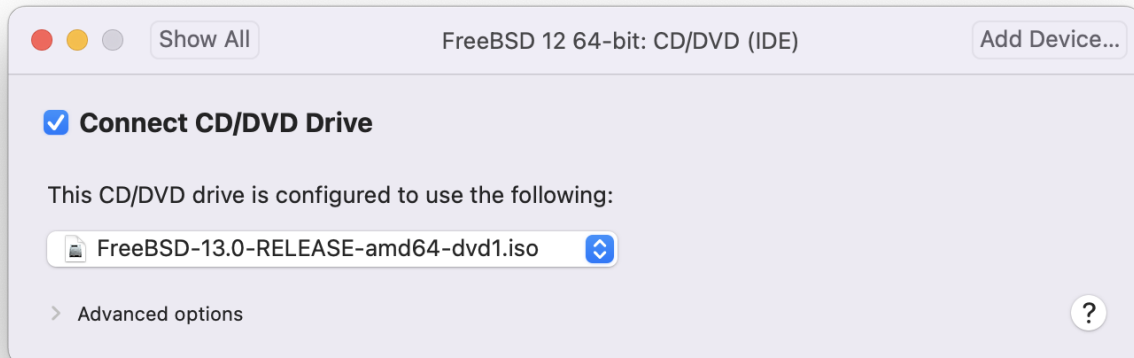 Show All FreeBSD 12 64-bit: CD/DVD (IDE) Add Device...
Connect CD/DVD Drive
This CD/DVD drive is configured to use the following:
FreeBSD-13.0-RELEASE-amd64-dvd1.iso
Advanced options ?